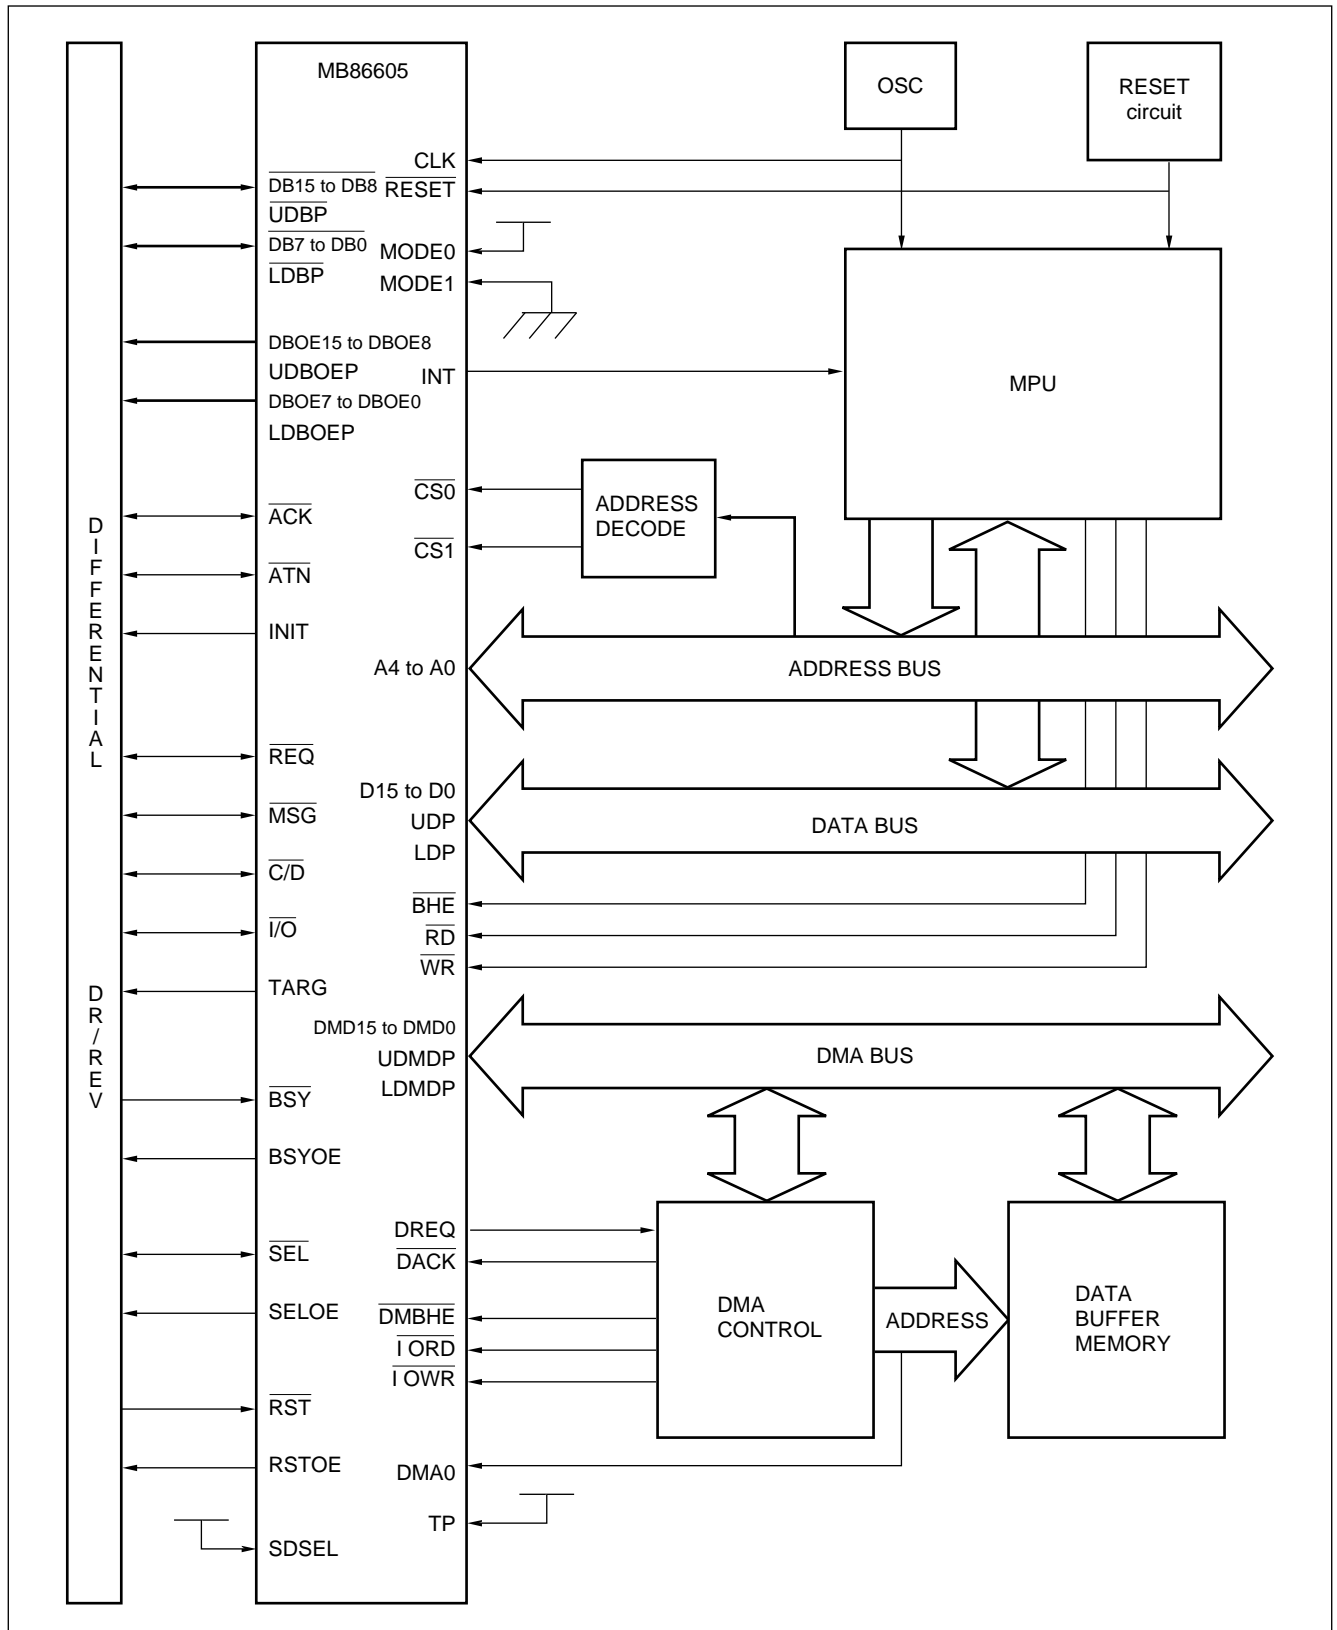 MB86605
OSC
RESET
circuit
CLK
DB15 to DB8
RESET
UDBP
DB7 to DB0
MODE0
LDBP
MODE1
DBOE15 to DBOE8
UDBOEP
INT
MPU
DBOE7 to DBOE0
LDBOEP
CS0
ADDRESS
DECODE
ACK
CS1
DIFFERENTIAL
ATN
INIT
A4 to A0
ADDRESS BUS
REQ
D15 to D0
MSG
UDP
DATA BUS
LDP
C/D
BHE
I/O
RD
WR
TARG
DR/REV
DMD15 to DMD0
UDMDP
DMA BUS
LDMDP
BSY
BSYOE
DREQ
SEL
DACK
SELOE
DMBHE
DMA
CONTROL
ADDRESS
DATA
BUFFER
MEMORY
I ORD
I OWR
RST
RSTOE
DMA0
TP
SDSEL